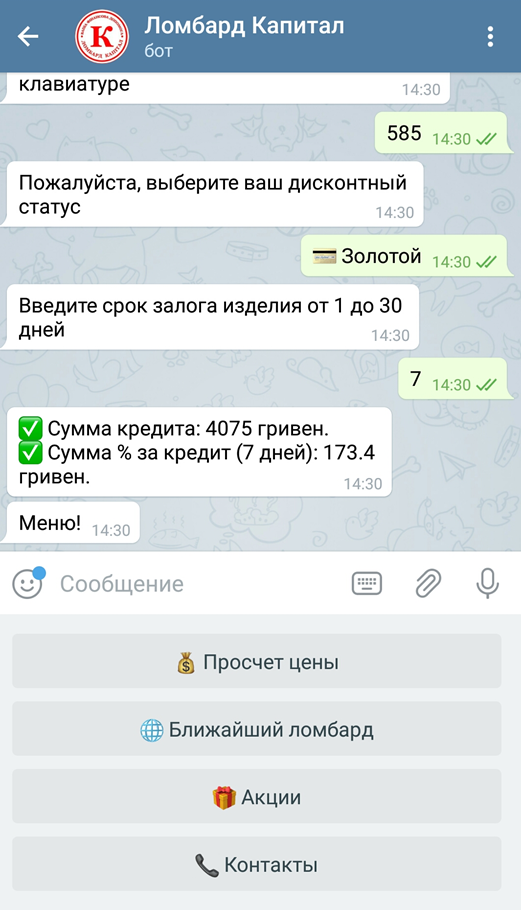 Ломбард Капитал
бот
клавиатуре
14:30
585 14:30
Пожалуйста, выберите ваш дисконтный
статус
14:30
Золотой 14:30
Введите срок залога изделия от 1 до 30
дней
14:30
7 14:30
Сумма кредита: 4075 гривен.
Сумма % за кредит (7 дней): 173.4
гривен.
14:30
Меню! 14:30
Сообщение
Просчет цены
Ближайший ломбард
Акции
Контакты